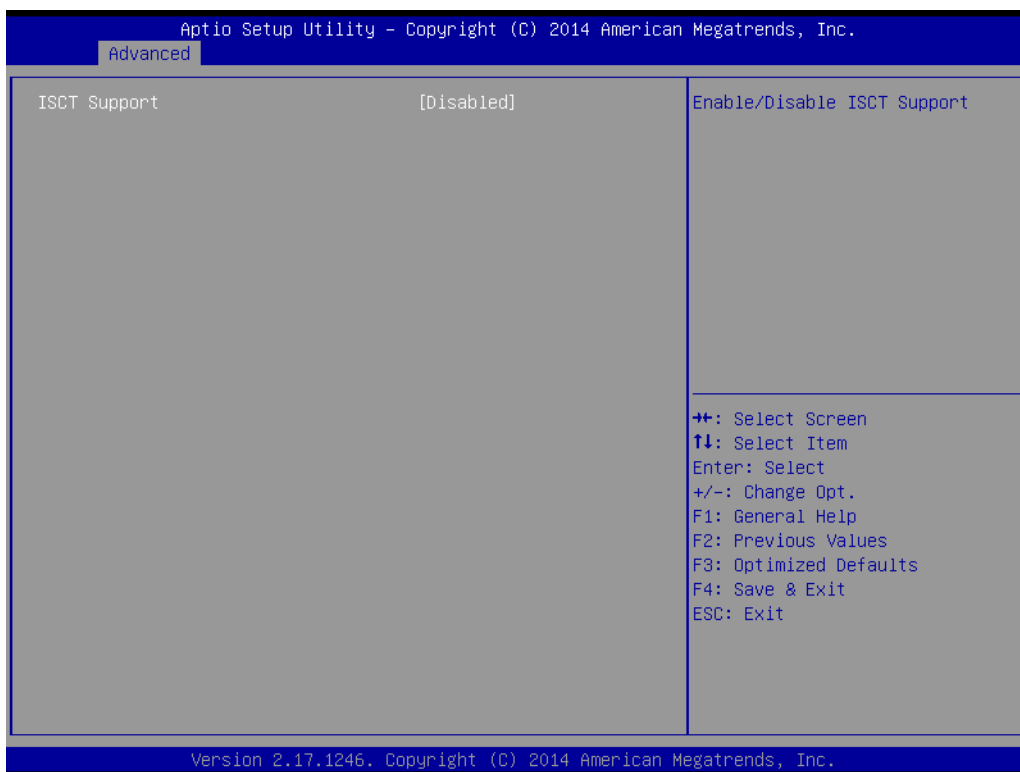 Aptio Setup Utility – Copyright (C) 2014 American Megatrends, Inc.
Advanced
ISCT Support [Disabled]
Enable/Disable ISCT Support
→←: Select Screen
↑↓: Select Item
Enter: Select
+/-: Change Opt.
F1: General Help
F2: Previous Values
F3: Optimized Defaults
F4: Save & Exit
ESC: Exit
Version 2.17.1246. Copyright (C) 2014 American Megatrends, Inc.